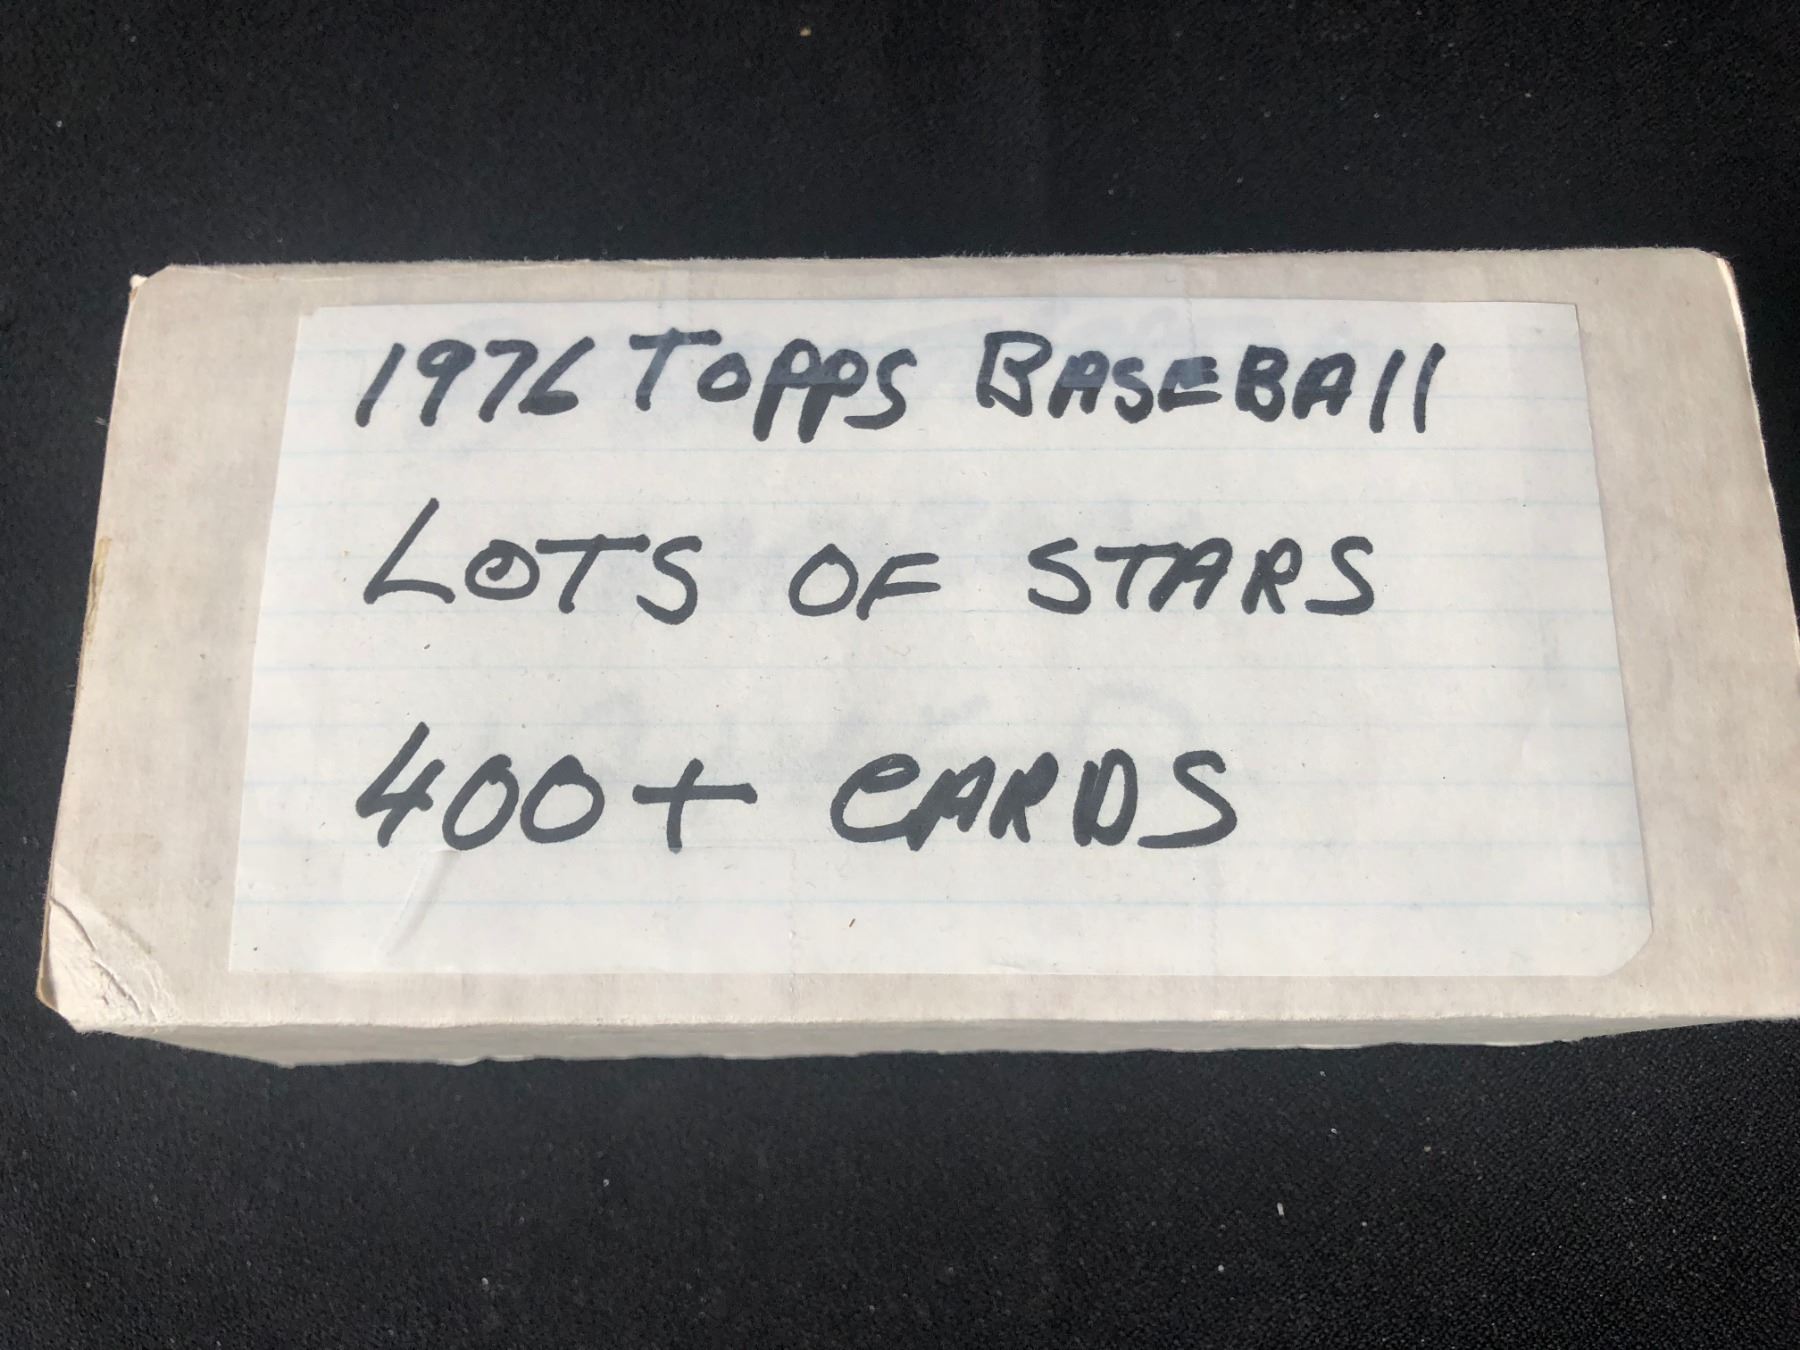 1976 TOPPS BASEBALL
LOTS OF STARS
400+ CARDS